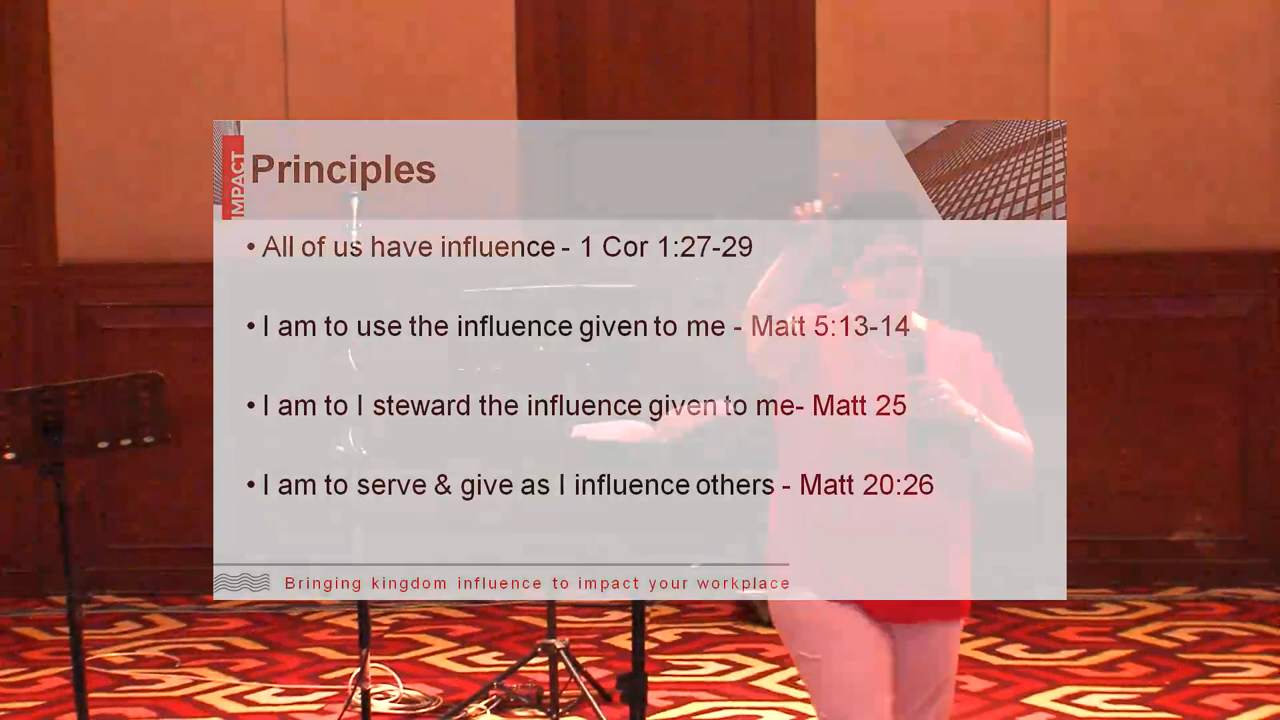 MPACT
Principles
• All of us have influence - 1 Cor 1:27-29
• I am to use the influence given to me - Matt 5:13-14
• I am to I steward the influence given to me- Matt 25
• I am to serve & give as I influence others - Matt 20:26
Bringing kingdom influence to impact your workplace